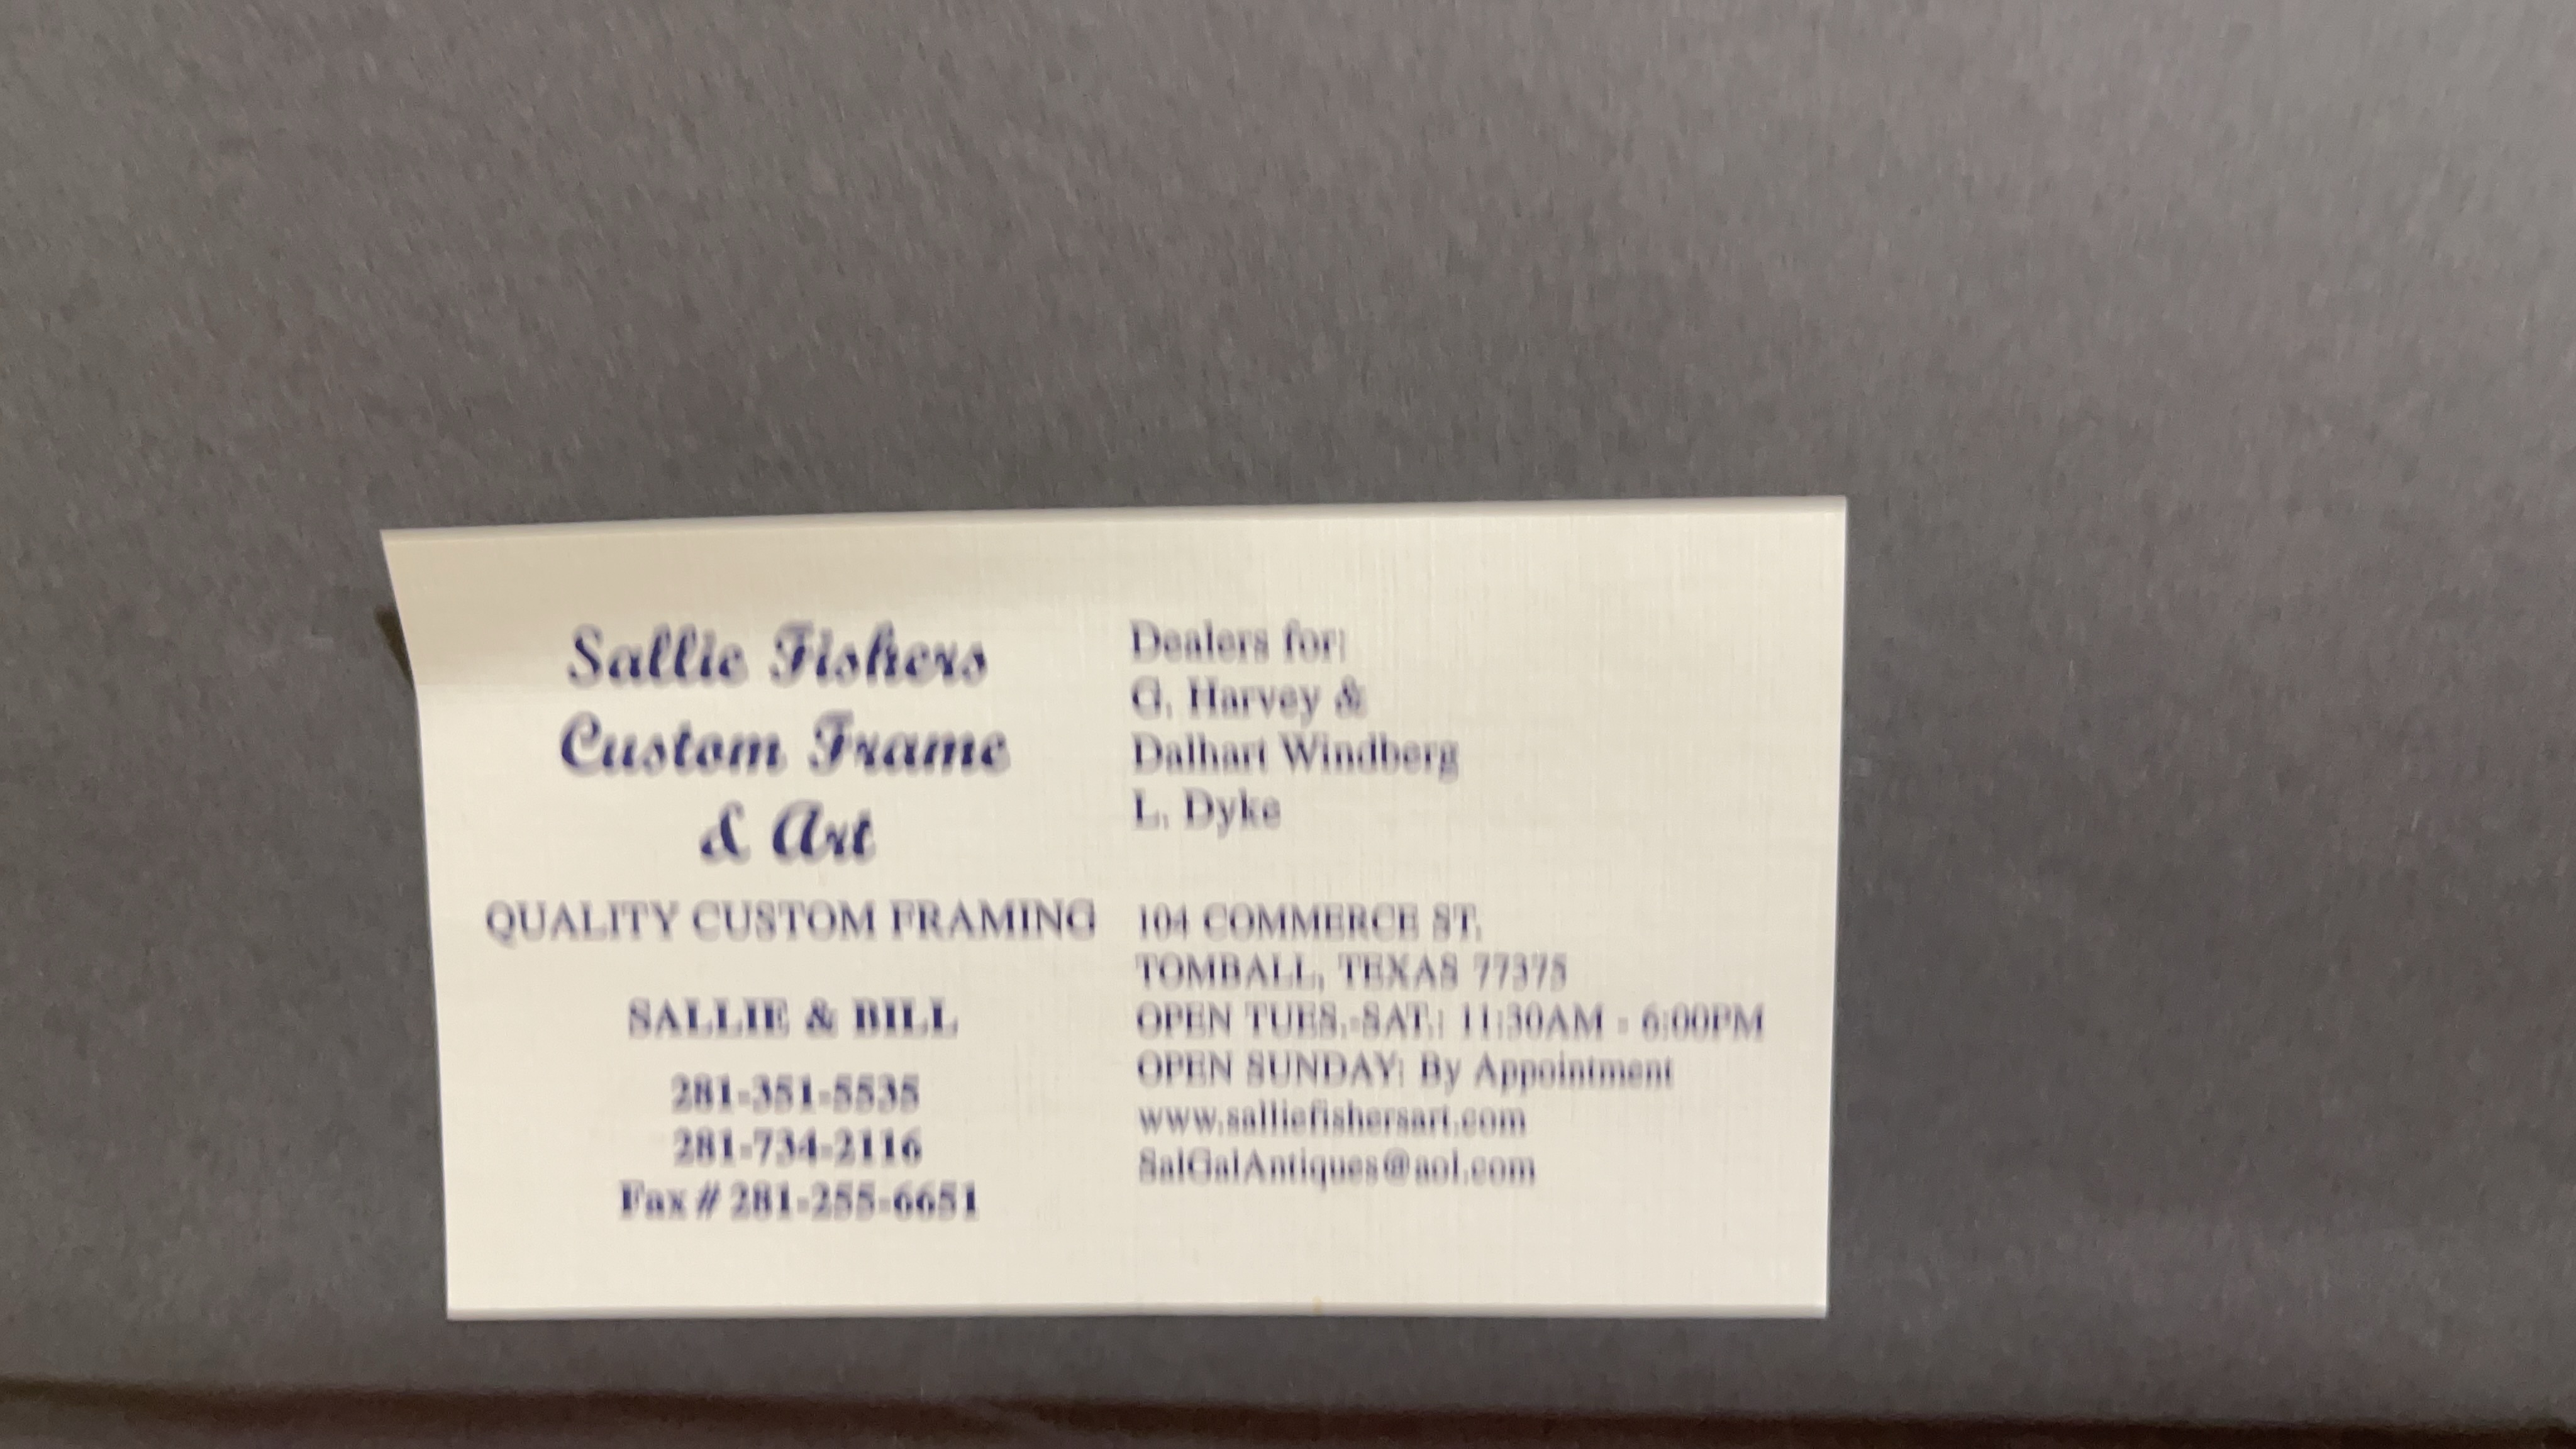 Sallie Fishers
Custom Frame
& Art
QUALITY CUSTOM FRAMING
SALLIE & BILL
281-351-5535
281-734-2116
Fax # 281-255-6651
Dealers for:
G. Harvey &
Dalhart Windberg
L. Dyke
104 COMMERCE ST.
TOMBALL, TEXAS 77375
OPEN TUES.-SAT.: 11:30AM - 6:00PM
OPEN SUNDAY: By Appointment
www.salliefishersart.com
SalGalAntiques@aol.com